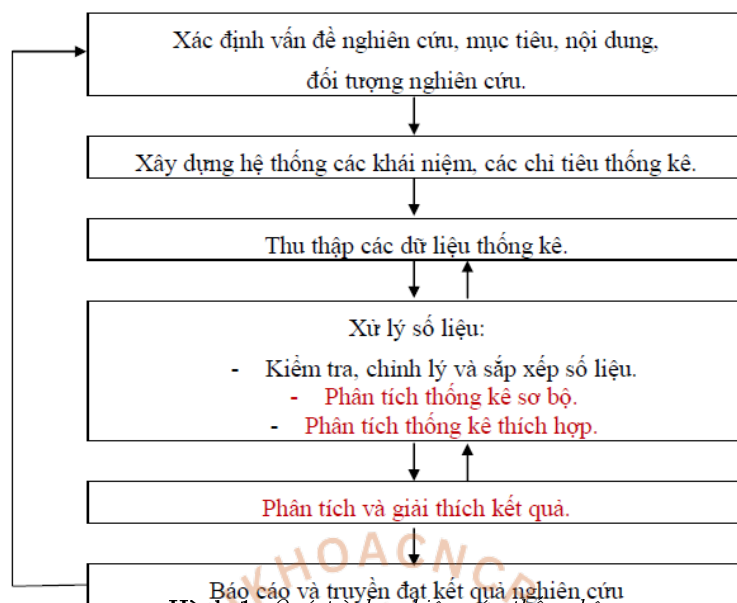 Xác định vấn đề nghiên cứu, mục tiêu, nội dung,
đối tượng nghiên cứu.
Xây dựng hệ thống các khái niệm, các chỉ tiêu thống kê.
Thu thập các dữ liệu thống kê.
Xử lý số liệu:
- Kiểm tra, chỉnh lý và sắp xếp số liệu.
- Phân tích thống kê sơ bộ.
- Phân tích thống kê thích hợp.
Phân tích và giải thích kết quả.
Báo cáo và truyền đạt kết quả nghiên cứu
KHOACNCP